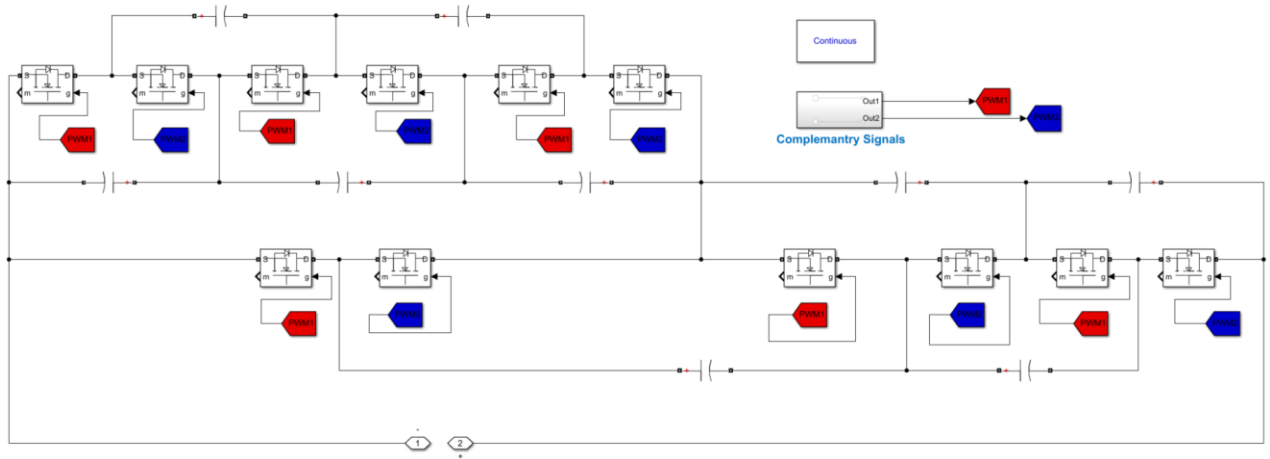 Continuous
S D S D S D S D S D S D
m g m g m g m g m g m g
Out1
PWM1
Out2
PWM2
Complemantry Signals
PWM1 PWM2 PWM1 PWM2 PWM1 PWM2
S D S D S D S D S D S D
m g m g m g m g m g m g
PWM1 PWM2 PWM1 PWM2 PWM1 PWM2
-
1 2
+